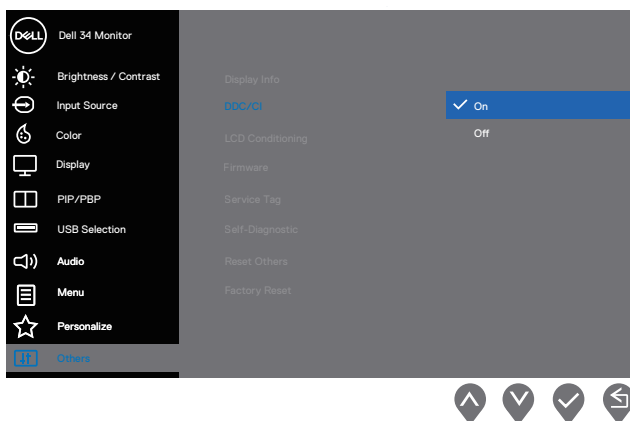 DELL
Dell 34 Monitor
Brightness / Contrast
Input Source
Color
Display
PIP/PBP
USB Selection
Audio
Menu
Personalize
Others
Display Info
DDC/CI
LCD Conditioning
Firmware
Service Tag
Self-Diagnostic
Reset Others
Factory Reset
On
Off